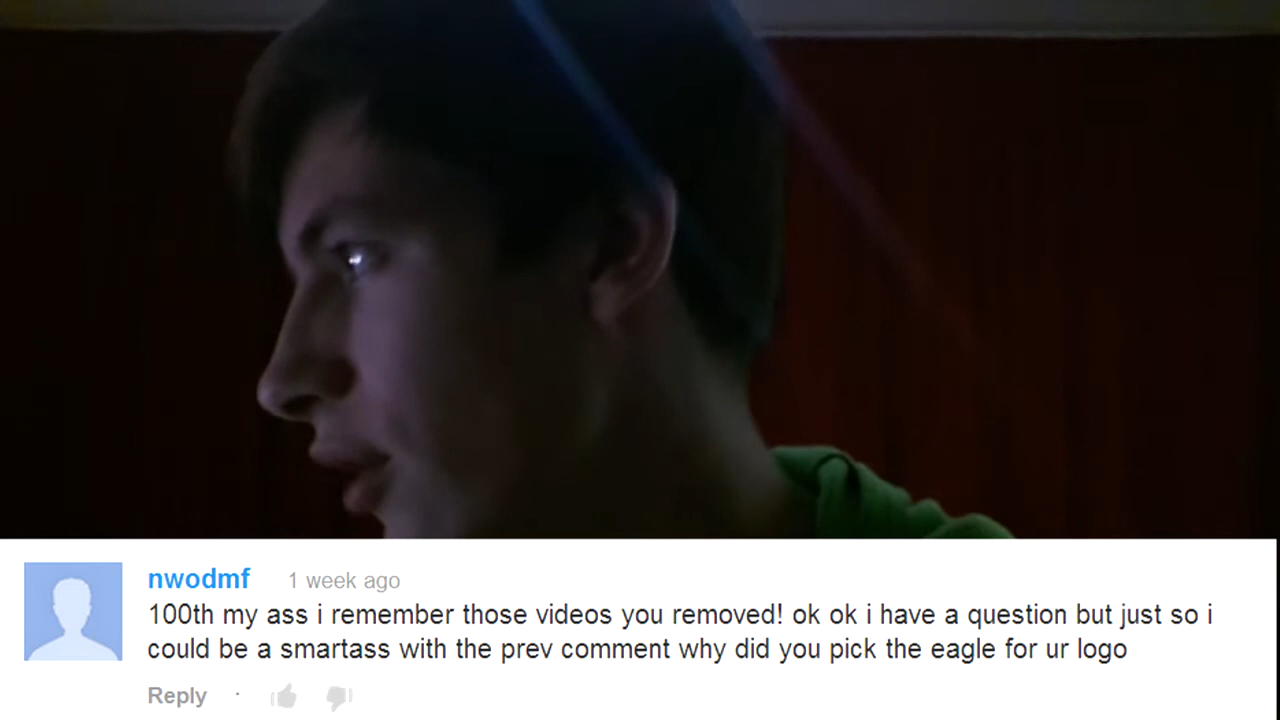 nwodmf 1 week ago
100th my ass i remember those videos you removed! ok ok i have a question but just so i
could be a smartass with the prev comment why did you pick the eagle for ur logo
Reply ·